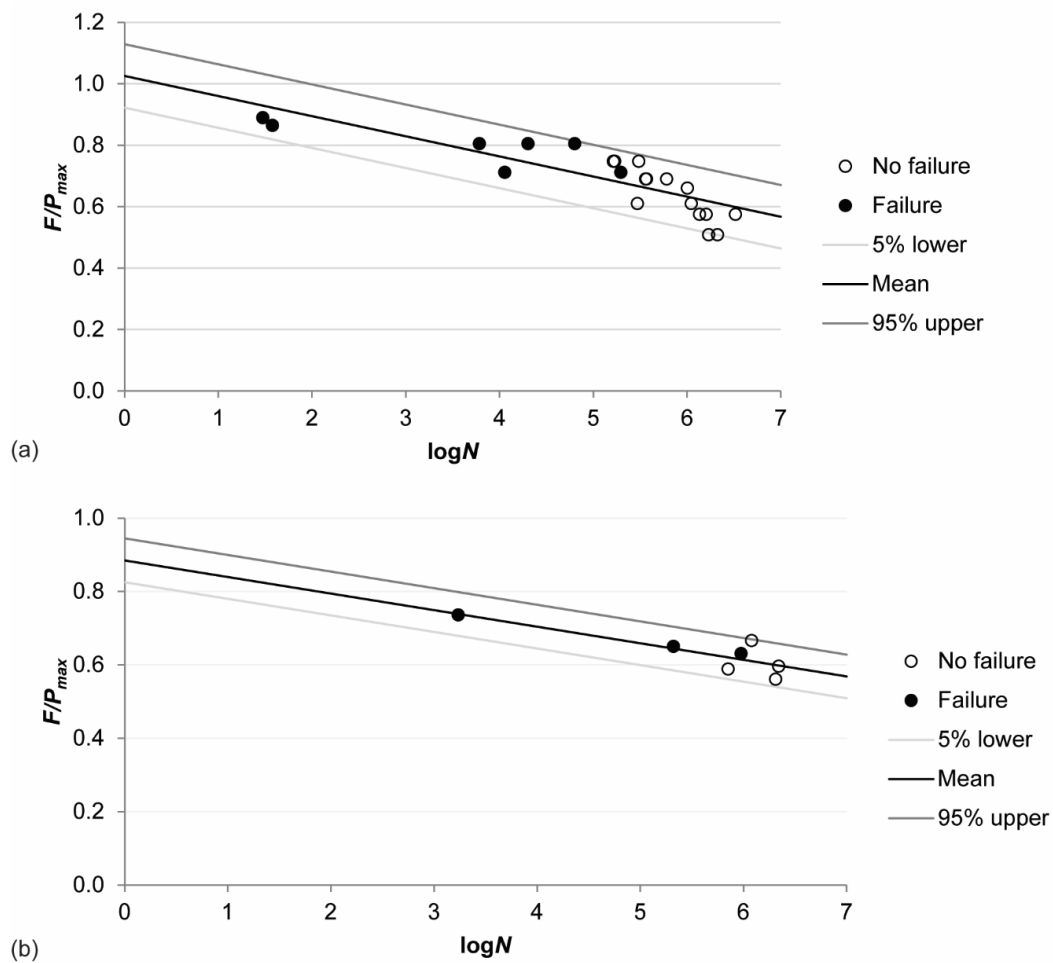 1.2
1.0
0.8
0.6
0.4
0.2
0.0
F/Pmax
0 1 2 3 4 5 6 7
logN
No failure
Failure
5% lower
Mean
95% upper
(a)
1.0
0.8
0.6
0.4
0.2
0.0
F/Pmax
0 1 2 3 4 5 6 7
logN
No failure
Failure
5% lower
Mean
95% upper
(b)